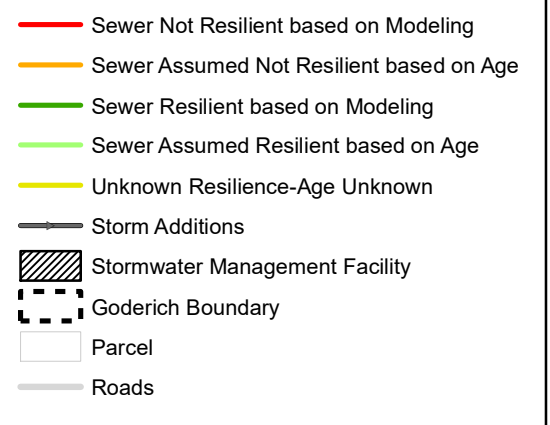 Sewer Not Resilient based on Modeling
Sewer Assumed Not Resilient based on Age
Sewer Resilient based on Modeling
Sewer Assumed Resilient based on Age
Unknown Resilience-Age Unknown
Storm Additions
Stormwater Management Facility
Goderich Boundary
Parcel
Roads